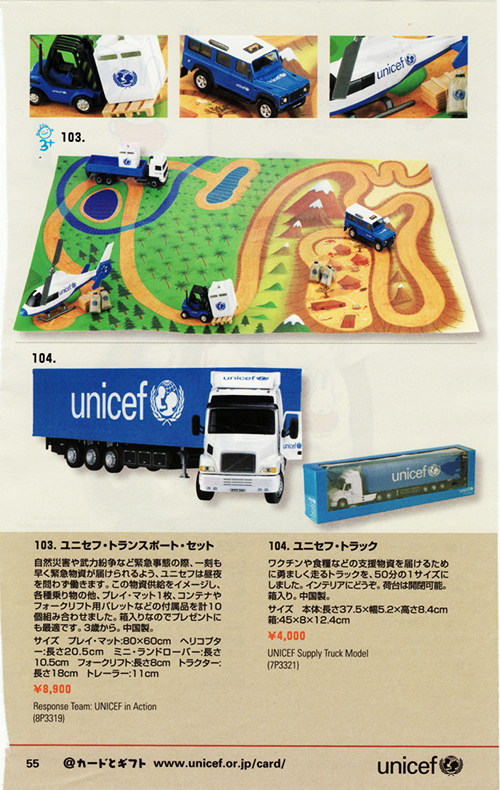 unicef
unicef
3+
103.
unicef
unicef
104.
unicef
unicef
unicef
103. ユニセフ・トランスポート・セット
自然災害や武力紛争など緊急事態の際、一刻も
早く緊急物資が届けられるよう、ユニセフは昼夜
を問わず働きます。この物資供給をイメージし、
各種乗り物の他、プレイ・マット1枚、コンテナや
フォークリフト用パレットなどの付属品を計10
個組み合わせました。箱入りなのでプレゼントに
も最適です。3歳から。中国製。
サイズ プレイ・マット:80×60cm ヘリコプタ
ー:長さ20.5cm ミニ・ランドローバー:長さ
10.5cm フォークリフト:長さ8cm トラクター:
長さ18cm トレーラー:11cm
¥8,900
Response Team: UNICEF in Action
(8P3319)
104. ユニセフ・トラック
ワクチンや食糧などの支援物資を届けるため
に勇ましく走るトラックを、50分の1サイズに
しました。インテリアにどうぞ。荷台は開閉可能。
箱入り。中国製。
サイズ 本体:長さ37.5×幅5.2×高さ8.4cm
箱:45×8×12.4cm
¥4,000
UNICEF Supply Truck Model
(7P3321)
55 @カードとギフト www.unicef.or.jp/card/ unicef